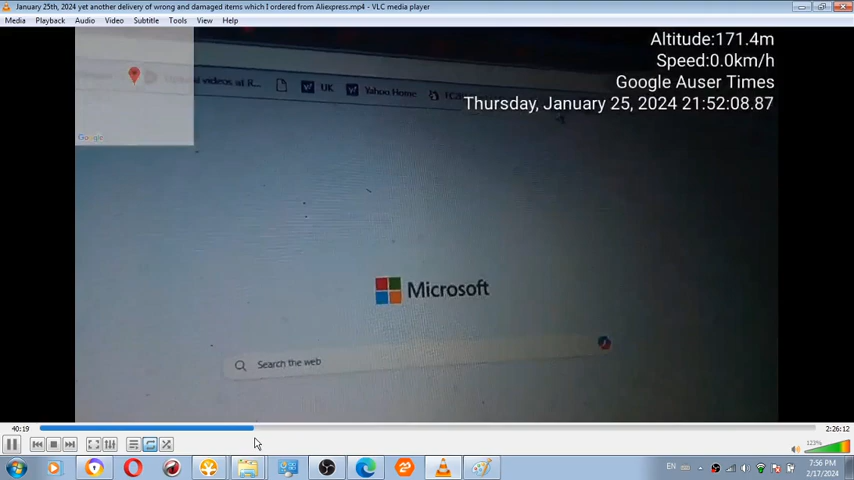 January 25th, 2024 yet another delivery of wrong and damaged items which I ordered from Aliexpress.mp4 - VLC media player
Media Playback Audio Video Subtitle Tools View Help
Altitude:171.4m
Speed:0.0km/h
Google Auser Times
Thursday, January 25, 2024 21:52:08.87
videos at R...
UK
Yahoo Home
Google
Microsoft
Search the web
40:19
2:26:12
123%
EN
7:56 PM
2/17/2024